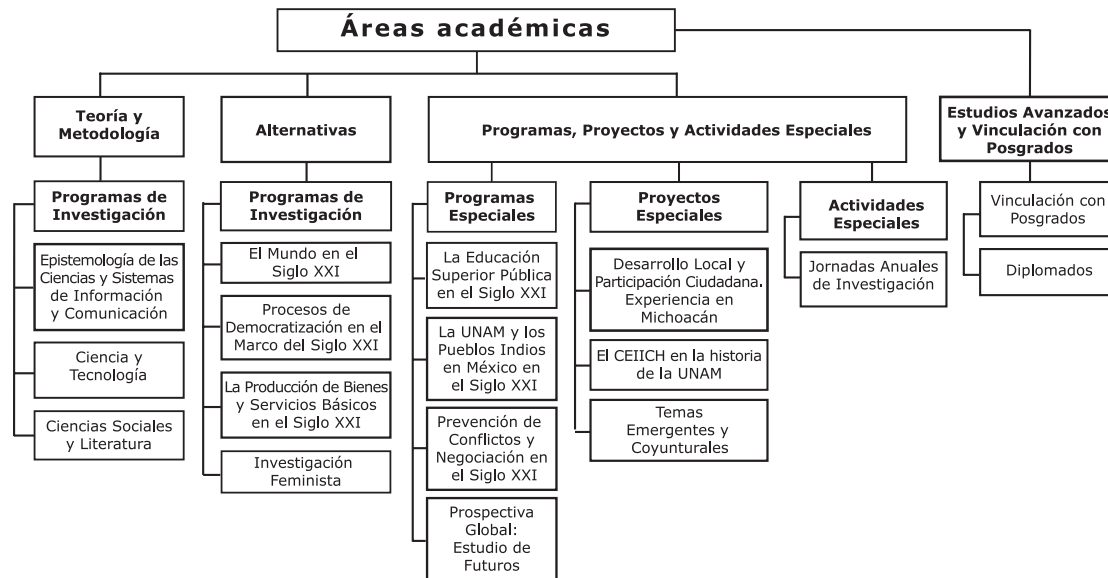 Áreas académicas
Teoría y
Metodología
Programas de
Investigación
Epistemología de las
Ciencias y Sistemas
de Información
y Comunicación
Ciencia y
Tecnología
Ciencias Sociales
y Literatura
Alternativas
Programas de
Investigación
El Mundo en el
Siglo XXI
Procesos de
Democratización en el
Marco del Siglo XXI
La Producción de Bienes
y Servicios Básicos
en el Siglo XXI
Investigación
Feminista
Programas, Proyectos y Actividades Especiales
Programas
Especiales
La Educación
Superior Pública
en el Siglo XXI
La UNAM y los
Pueblos Indios
en México en
el Siglo XXI
Prevención de
Conflictos y
Negociación en
el Siglo XXI
Prospectiva
Global:
Estudio de
Futuros
Proyectos
Especiales
Desarrollo Local y
Participación Ciudadana.
Experiencia en
Michoacán
El CEIICH en la historia
de la UNAM
Temas
Emergentes y
Coyunturales
Actividades
Especiales
Jornadas Anuales
de Investigación
Estudios Avanzados
y Vinculación con
Posgrados
Vinculación con
Posgrados
Diplomados